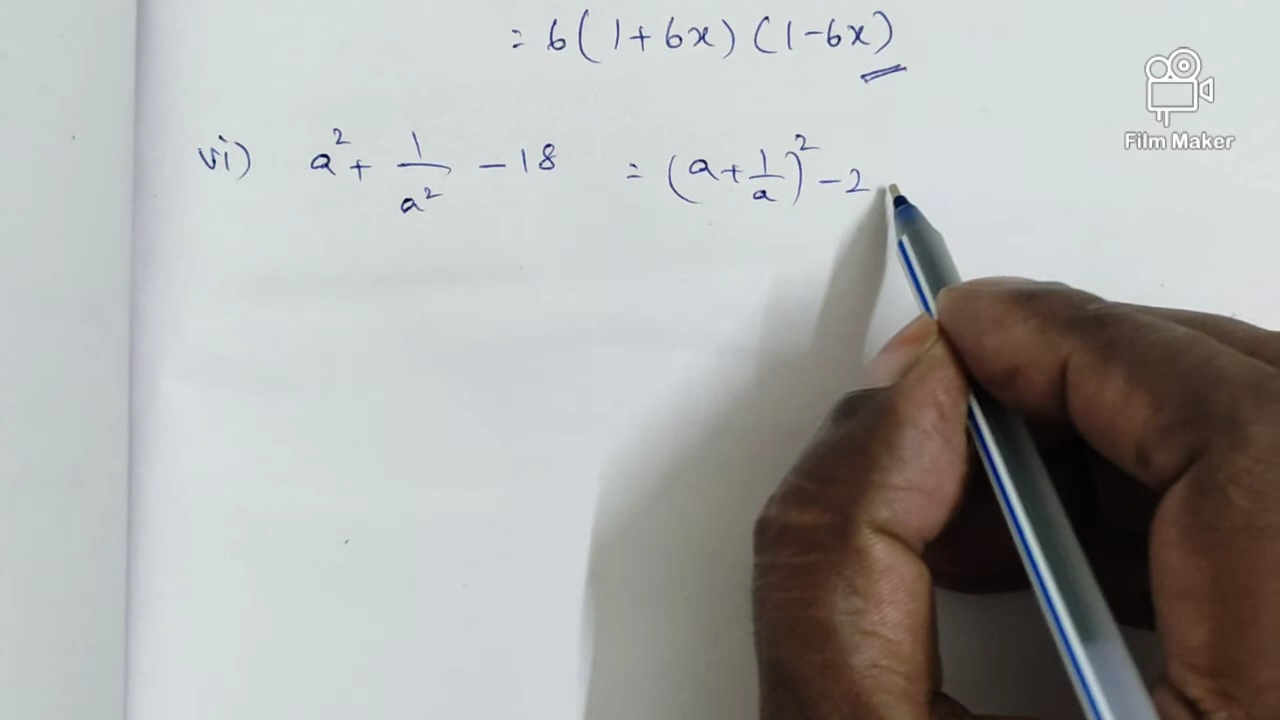 = 6(1+6x)(1-6x)
vi) a² + 1/a² - 18 = (a+1/a)² - 2
Film Maker